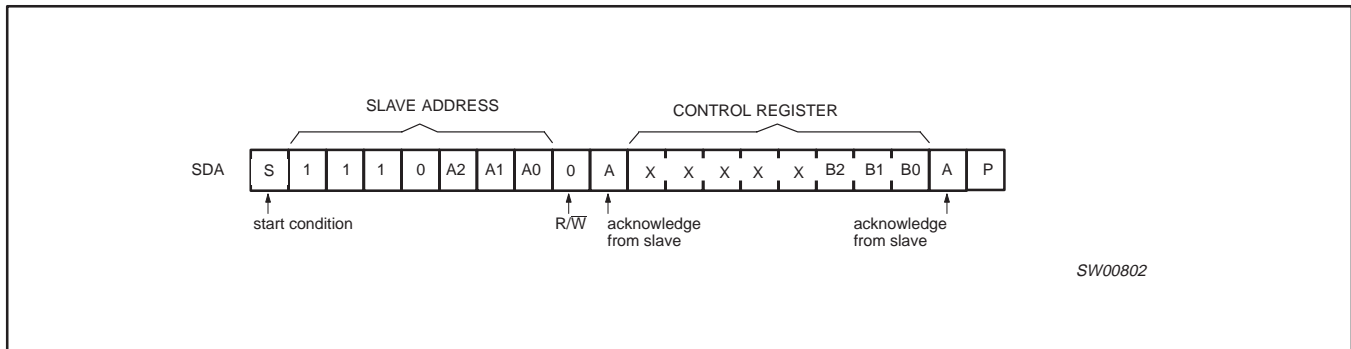 SLAVE ADDRESS CONTROL REGISTER
SDA S 1 1 1 0 A2 A1 A0 0 A X X X X X B2 B1 B0 A P
start condition R/W̅ acknowledge from slave acknowledge from slave
SW00802